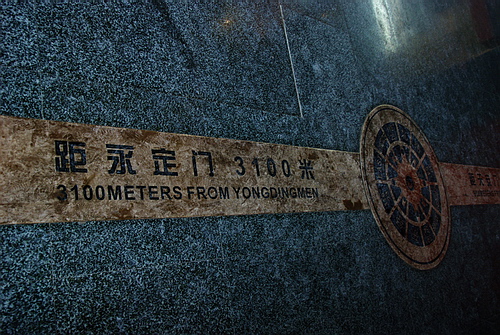 距永定门 3100米
3100METERS FROM YONGDINGMEN